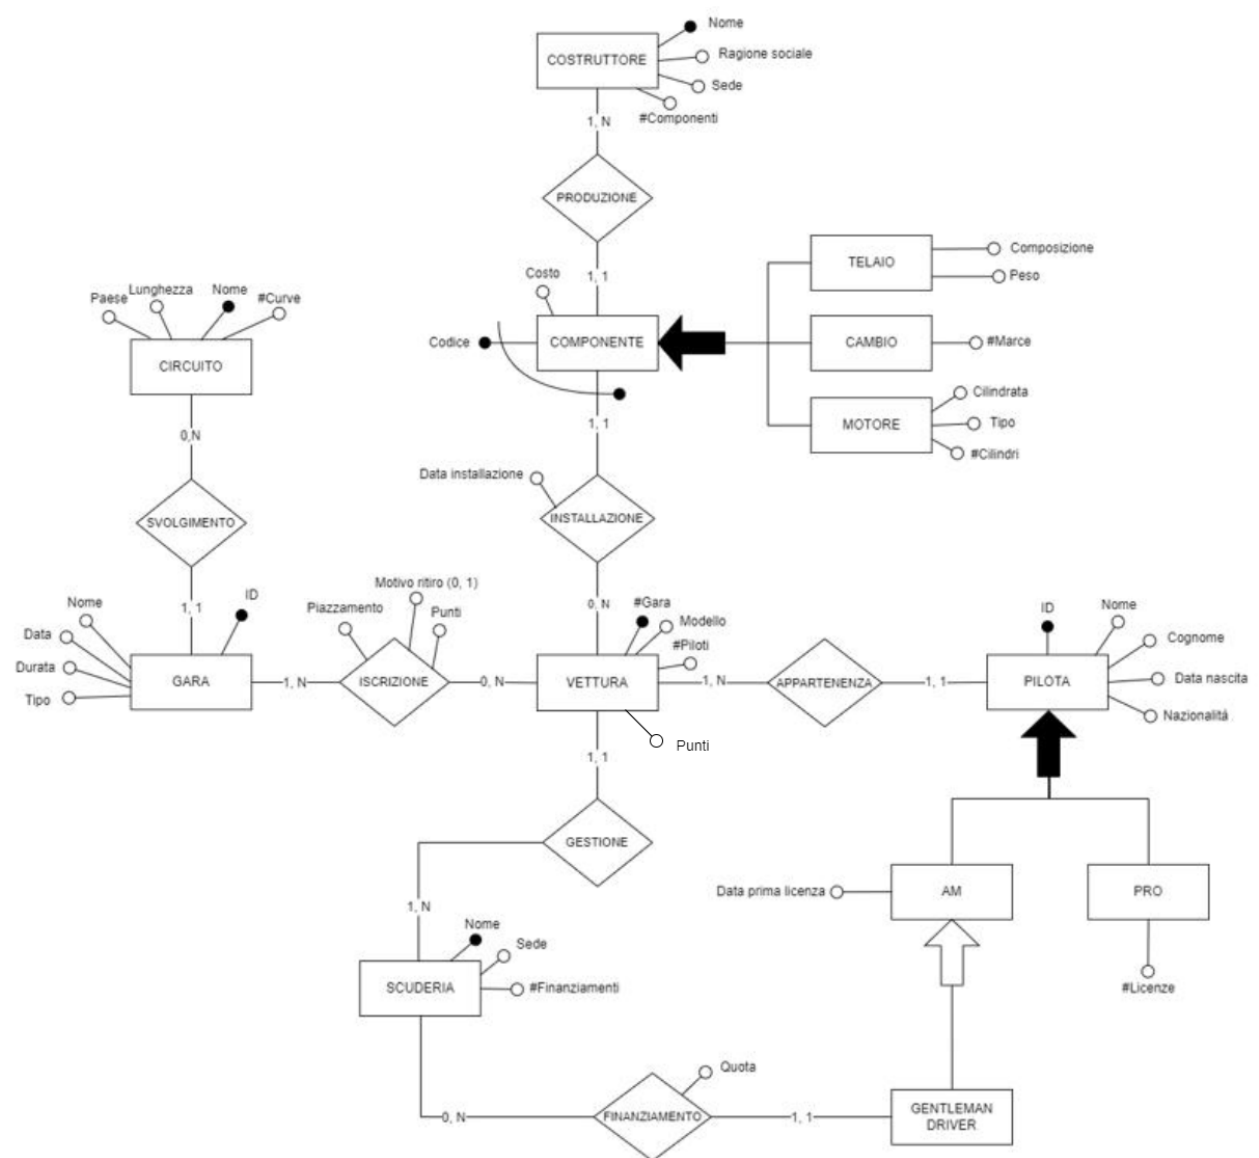 Nome
COSTRUTTORE
Ragione sociale
Sede
#Componenti
1, N
PRODUZIONE
1, 1
Costo
Codice
COMPONENTE
TELAIO
Composizione
Peso
CAMBIO
#Marce
MOTORE
Cilindrata
Tipo
#Cilindri
Paese
Lunghezza
Nome
#Curve
CIRCUITO
0,N
SVOLGIMENTO
1, 1
1, 1
Data installazione
INSTALLAZIONE
0, N
Nome
Data
Durata
Tipo
ID
GARA
1, N
Piazzamento
Motivo ritiro (0, 1)
Punti
ISCRIZIONE
0, N
#Gara
Modello
#Piloti
VETTURA
Punti
1, N
APPARTENENZA
1, 1
ID
Nome
Cognome
Data nascita
Nazionalità
PILOTA
1, 1
GESTIONE
1, N
Nome
Sede
#Finanziamenti
SCUDERIA
Data prima licenza
AM
PRO
#Licenze
0, N
Quota
FINANZIAMENTO
1, 1
GENTLEMAN
DRIVER